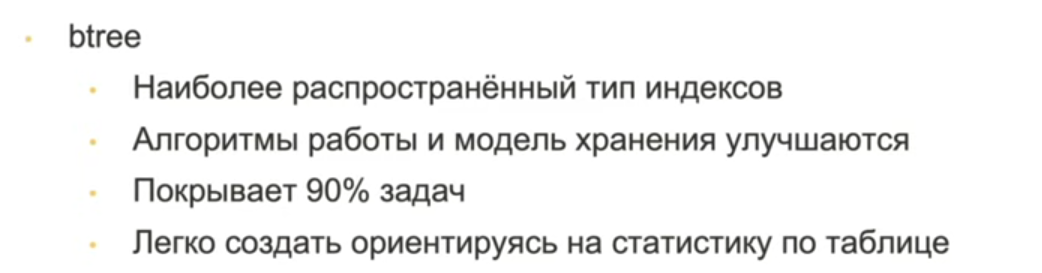 btree
Наиболее распространённый тип индексов
Алгоритмы работы и модель хранения улучшаются
Покрывает 90% задач
Легко создать ориентируясь на статистику по таблице